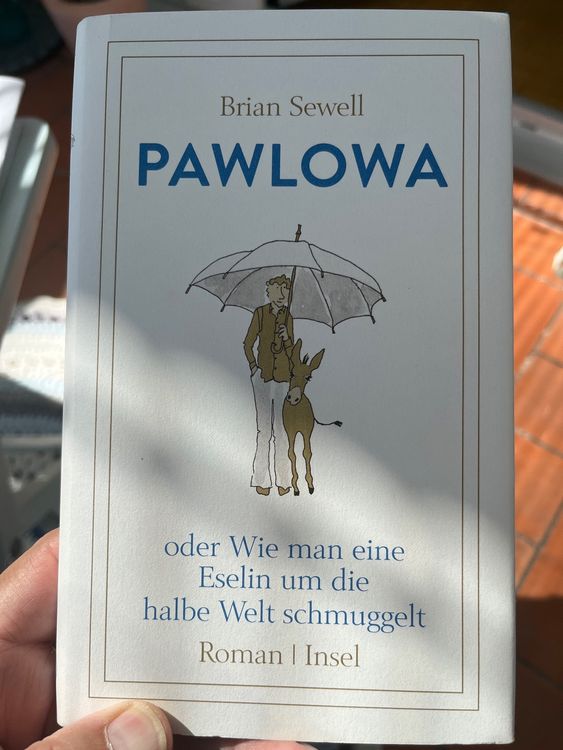 Brian Sewell
PAWLOWA
oder Wie man eine
Eselin um die
halbe Welt schmuggelt
Roman | Insel